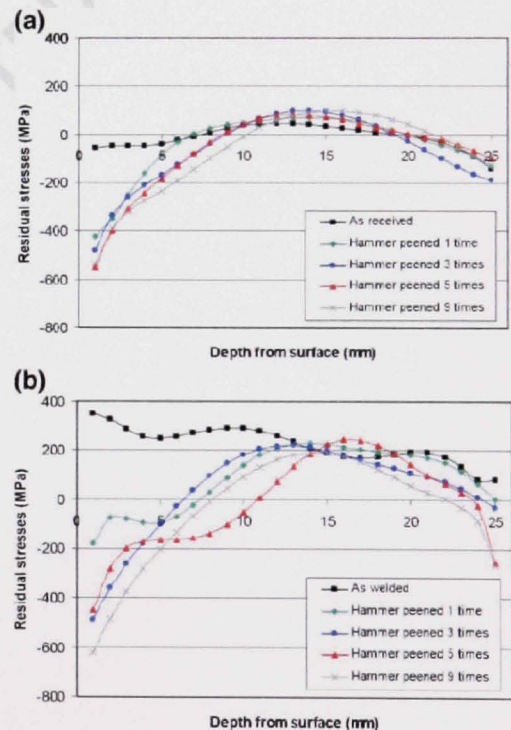 (a)
400
200
0
-200
-400
-600
-800
Residual stresses (MPa)
0 5 10 15 20 25
As received
Hammer peened 1 time
Hammer peened 3 times
Hammer peened 5 times
Hammer peened 9 times
Depth from surface (mm)
(b)
400
200
0
-200
-400
-600
-800
Residual stresses (MPa)
0 5 10 15 20 25
As welded
Hammer peened 1 time
Hammer peened 3 times
Hammer peened 5 times
Hammer peened 9 times
Depth from surface (mm)